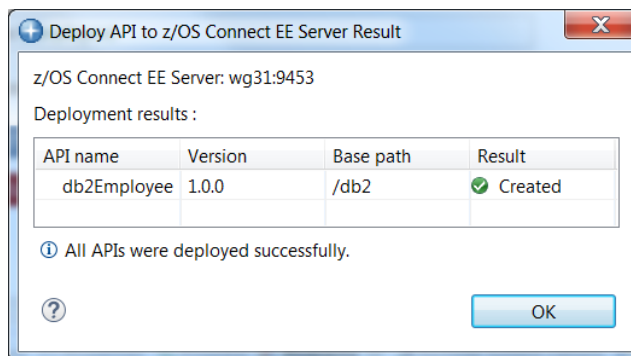 Deploy API to z/OS Connect EE Server Result
z/OS Connect EE Server: wg31:9453
Deployment results :
API name Version Base path Result
db2Employee 1.0.0 /db2 Created
All APIs were deployed successfully.
OK